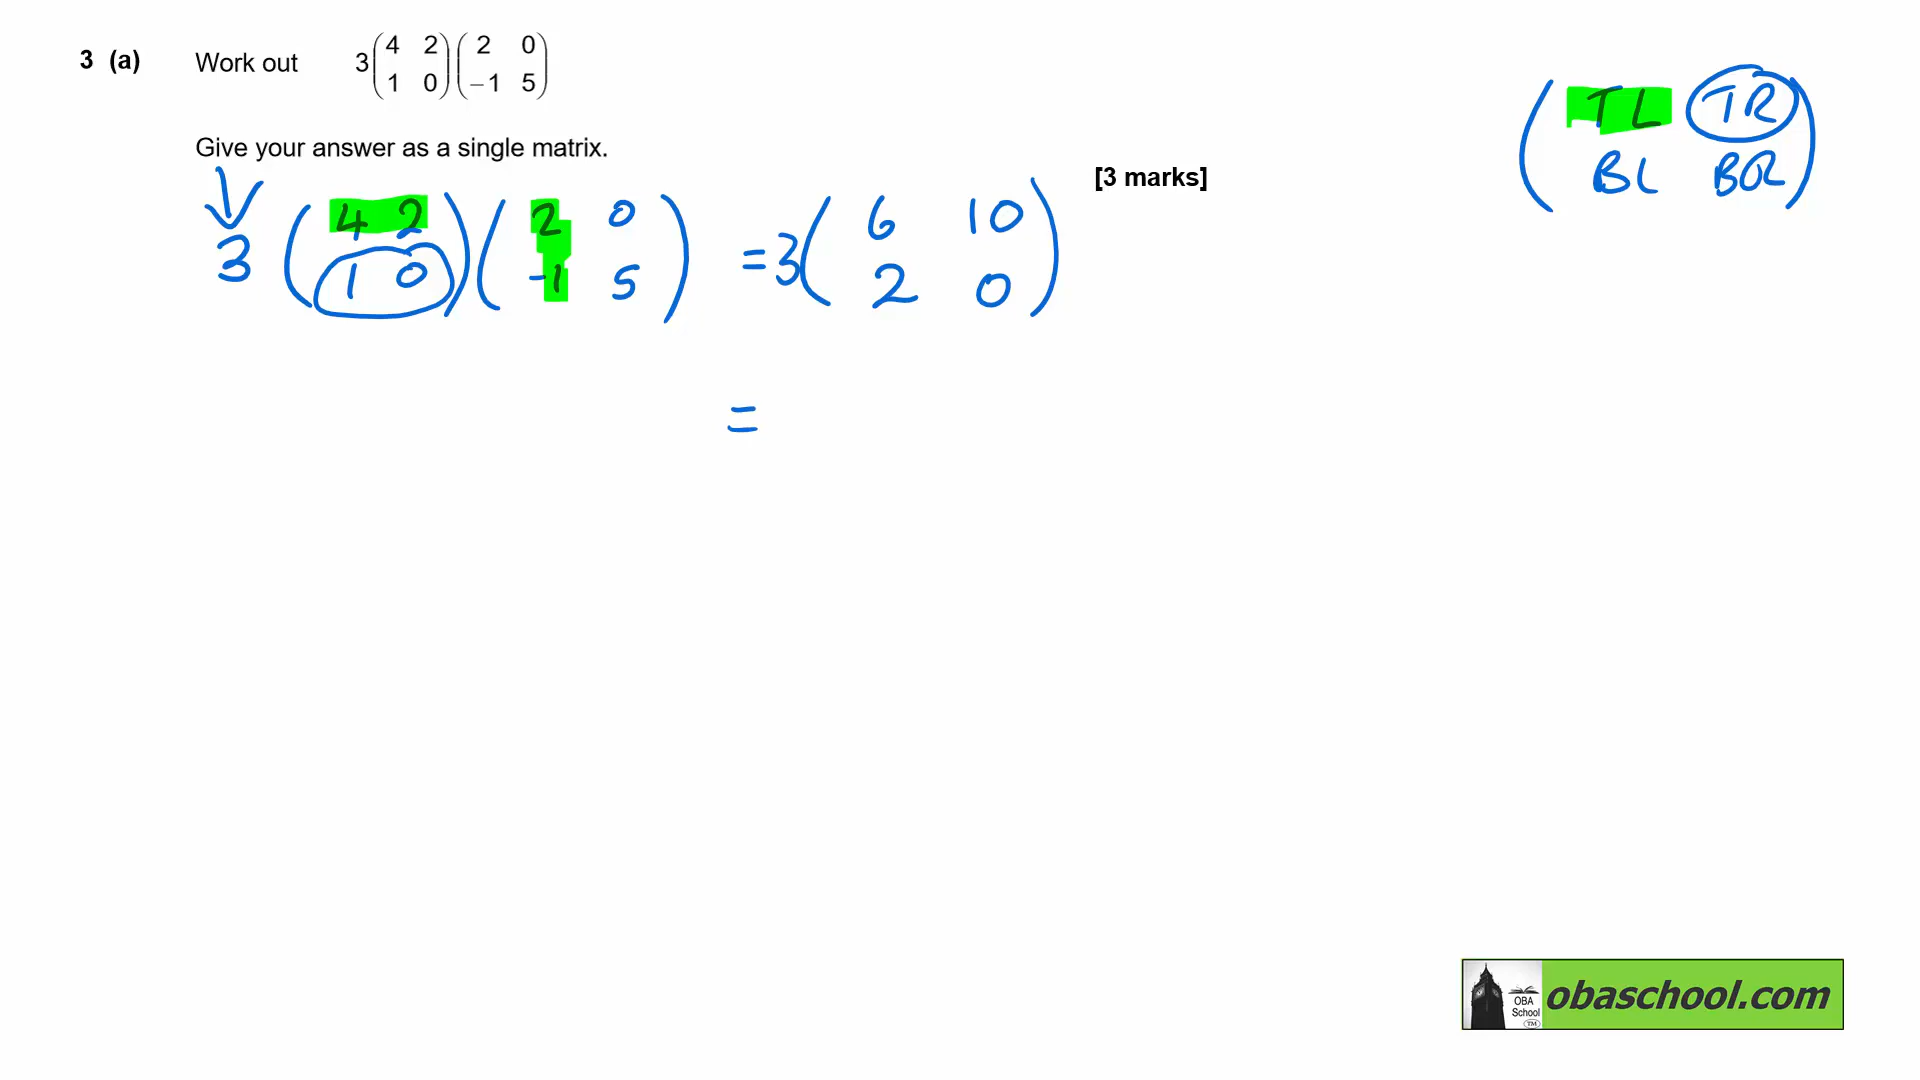 3 (a) Work out 3(4 2 1 0)(2 0 −1 5)
Give your answer as a single matrix.
[3 marks]
(TL TR
BL BR)
3 (4 2 1 0)(2 0 -1 5) = 3(6 10 2 0)
=
OBA
School
TM
obaschool.com